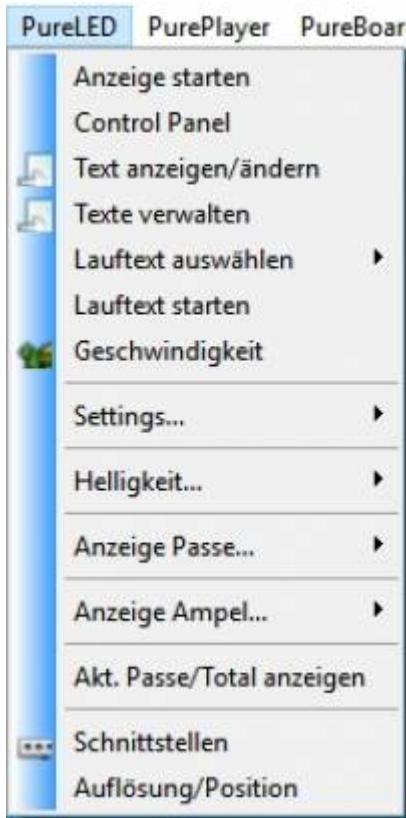 PureLED PurePlayer PureBoar
Anzeige starten
Control Panel
Text anzeigen/ändern
Texte verwalten
Lauftext auswählen
Lauftext starten
Geschwindigkeit
Settings...
Helligkeit...
Anzeige Passe...
Anzeige Ampel...
Akt. Passe/Total anzeigen
Schnittstellen
Auflösung/Position